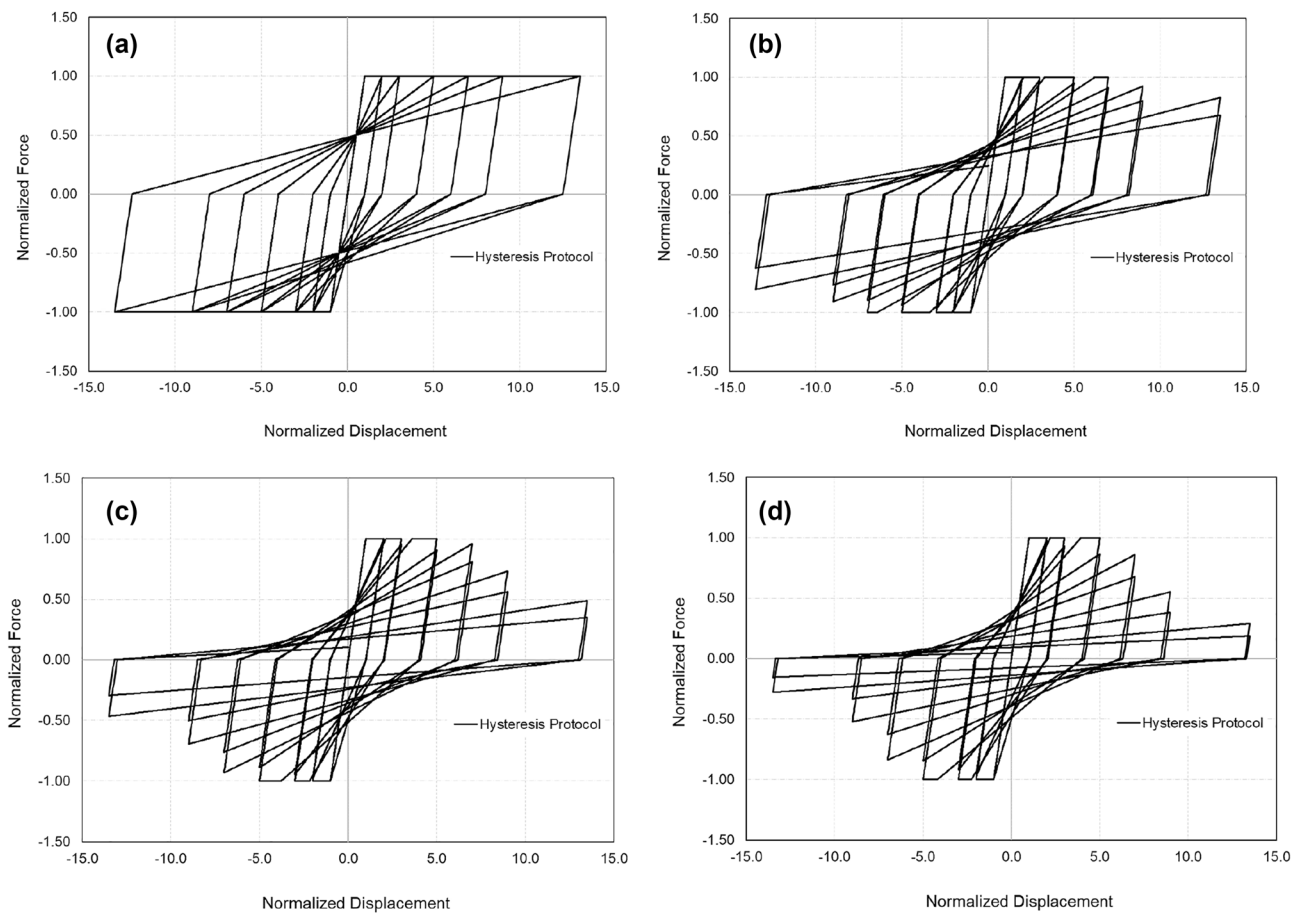 (a)
1.50
1.00
0.50
0.00
-0.50
-1.00
-1.50
-15.0 -10.0 -5.0 0.0 5.0 10.0 15.0
Normalized Force
Normalized Displacement
Hysteresis Protocol
(b)
1.50
1.00
0.50
0.00
-0.50
-1.00
-1.50
-15.0 -10.0 -5.0 0.0 5.0 10.0 15.0
Normalized Force
Normalized Displacement
Hysteresis Protocol
(c)
1.50
1.00
0.50
0.00
-0.50
-1.00
-1.50
-15.0 -10.0 -5.0 0.0 5.0 10.0 15.0
Normalized Force
Normalized Displacement
Hysteresis Protocol
(d)
1.50
1.00
0.50
0.00
-0.50
-1.00
-1.50
-15.0 -10.0 -5.0 0.0 5.0 10.0 15.0
Normalized Force
Normalized Displacement
Hysteresis Protocol